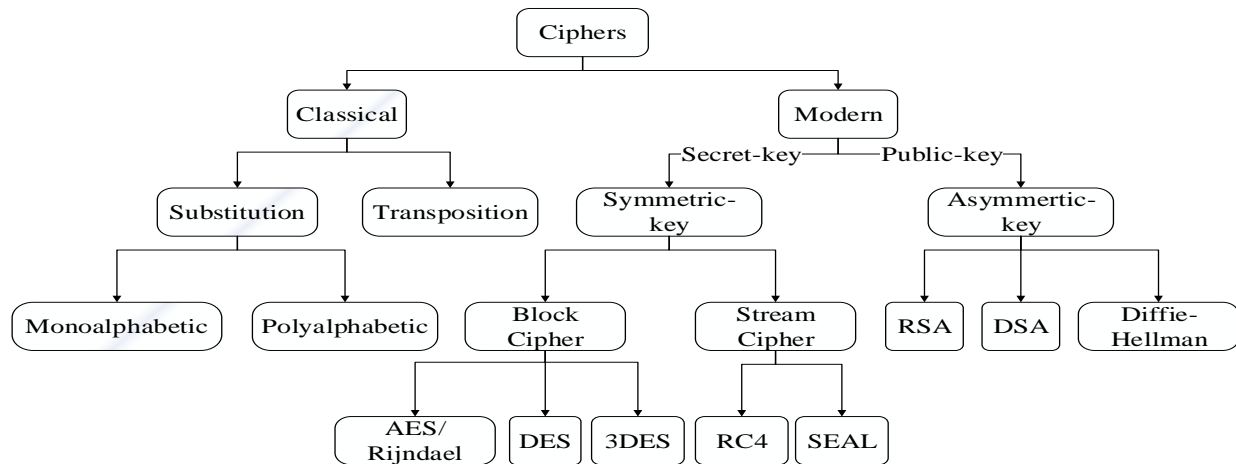 Ciphers
Classical
Modern
Secret-key
Public-key
Substitution
Transposition
Symmetric-
key
Asymmertic-
key
Monoalphabetic
Polyalphabetic
Block
Cipher
Stream
Cipher
RSA
DSA
Diffie-
Hellman
AES/
Rijndael
DES
3DES
RC4
SEAL